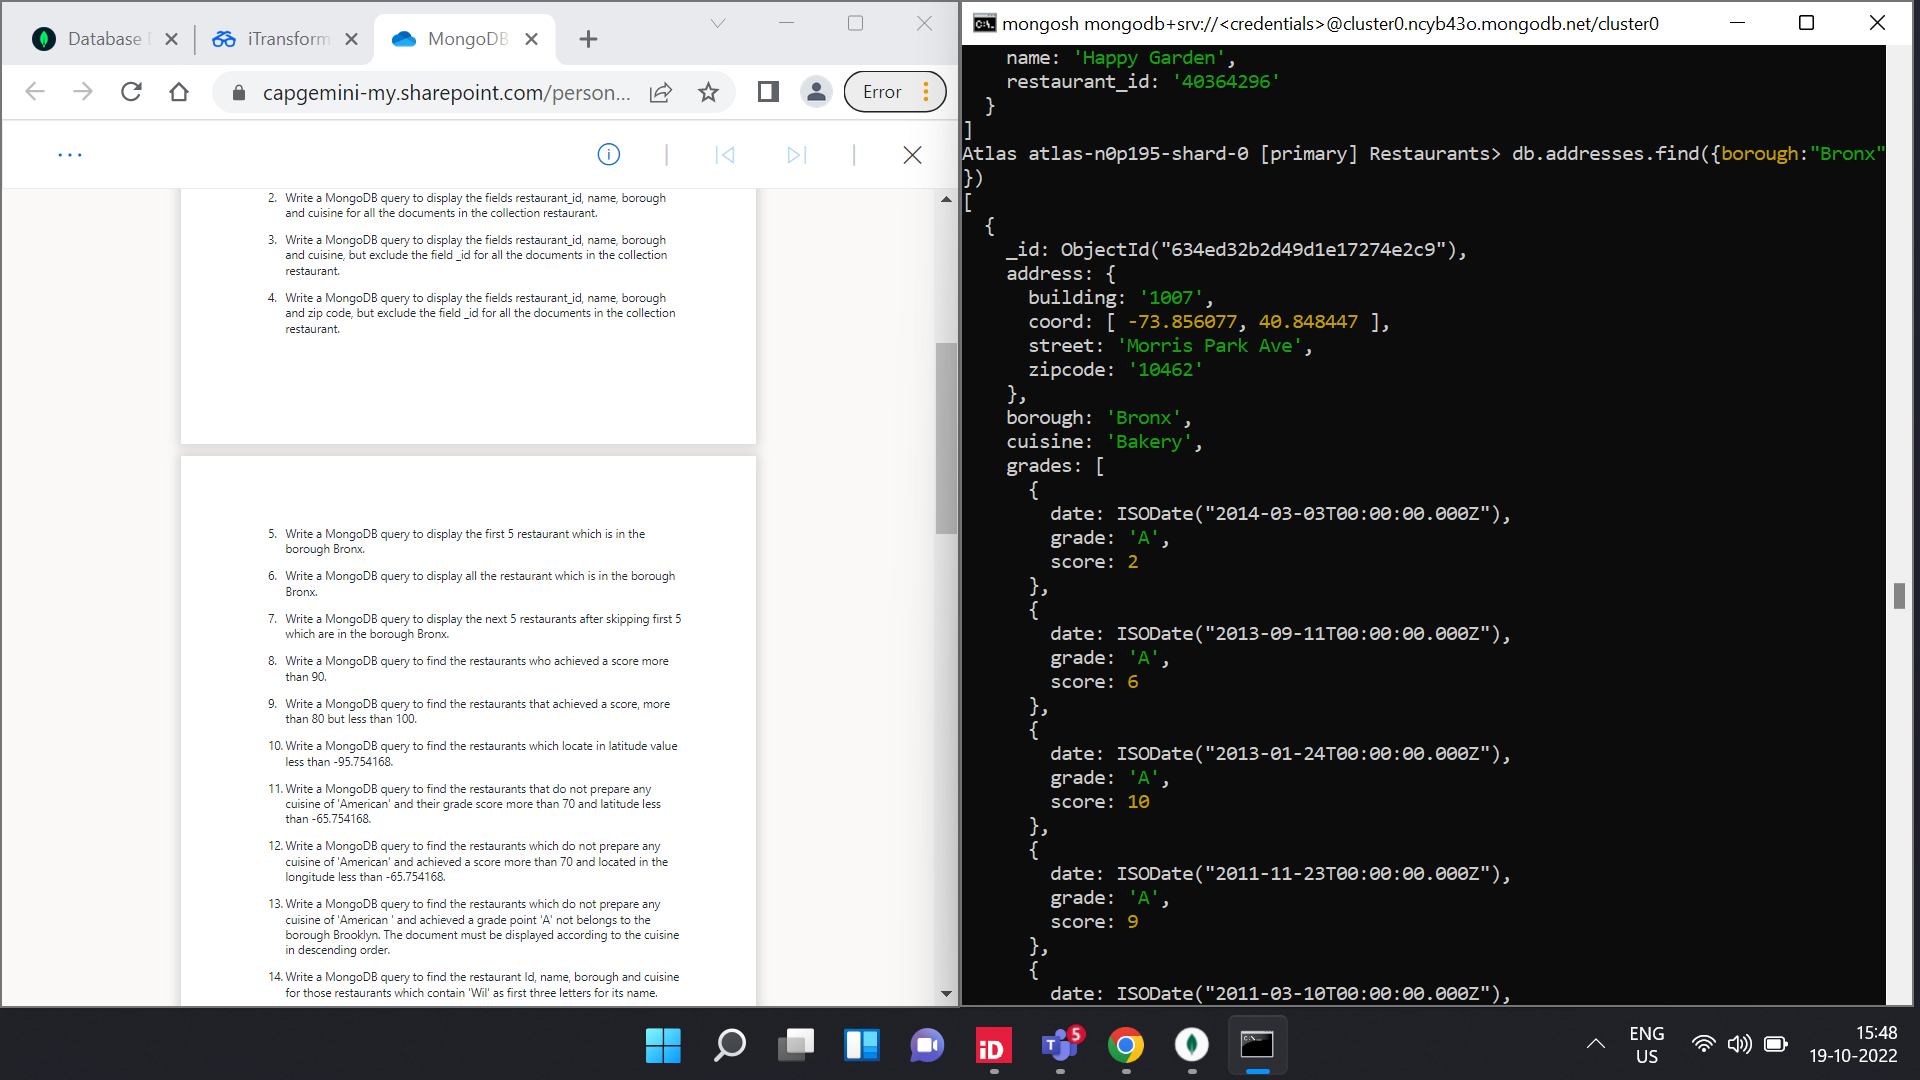 Database
iTransform
MongoDB
capgemini-my.sharepoint.com/person...
Error
2. Write a MongoDB query to display the fields restaurant_id, name, borough
and cuisine for all the documents in the collection restaurant.
3. Write a MongoDB query to display the fields restaurant_id, name, borough
and cuisine, but exclude the field _id for all the documents in the collection
restaurant.
4. Write a MongoDB query to display the fields restaurant_id, name, borough
and zip code, but exclude the field _id for all the documents in the collection
restaurant.
5. Write a MongoDB query to display the first 5 restaurant which is in the
borough Bronx.
6. Write a MongoDB query to display all the restaurant which is in the borough
Bronx.
7. Write a MongoDB query to display the next 5 restaurants after skipping first 5
which are in the borough Bronx.
8. Write a MongoDB query to find the restaurants who achieved a score more
than 90.
9. Write a MongoDB query to find the restaurants that achieved a score, more
than 80 but less than 100.
10. Write a MongoDB query to find the restaurants which locate in latitude value
less than -95.754168.
11. Write a MongoDB query to find the restaurants that do not prepare any
cuisine of 'American' and their grade score more than 70 and latitude less
than -65.754168.
12. Write a MongoDB query to find the restaurants which do not prepare any
cuisine of 'American' and achieved a score more than 70 and located in the
longitude less than -65.754168.
13. Write a MongoDB query to find the restaurants which do not prepare any
cuisine of 'American ' and achieved a grade point 'A' not belongs to the
borough Brooklyn. The document must be displayed according to the cuisine
in descending order.
14. Write a MongoDB query to find the restaurant Id, name, borough and cuisine
for those restaurants which contain 'Wil' as first three letters for its name.
mongosh mongodb+srv://<credentials>@cluster0.ncyb43o.mongodb.net/cluster0
name: 'Happy Garden',
restaurant_id: '40364296'
}
]
Atlas atlas-n0p195-shard-0 [primary] Restaurants> db.addresses.find({borough:"Bronx"
})
[
{
_id: ObjectId("634ed32b2d49d1e17274e2c9"),
address: {
building: '1007',
coord: [ -73.856077, 40.848447 ],
street: 'Morris Park Ave',
zipcode: '10462'
},
borough: 'Bronx',
cuisine: 'Bakery',
grades: [
{
date: ISODate("2014-03-03T00:00:00.000Z"),
grade: 'A',
score: 2
},
{
date: ISODate("2013-09-11T00:00:00.000Z"),
grade: 'A',
score: 6
},
{
date: ISODate("2013-01-24T00:00:00.000Z"),
grade: 'A',
score: 10
},
{
date: ISODate("2011-11-23T00:00:00.000Z"),
grade: 'A',
score: 9
},
{
date: ISODate("2011-03-10T00:00:00.000Z"),
iD
T
5
ENG
US
15:48
19-10-2022